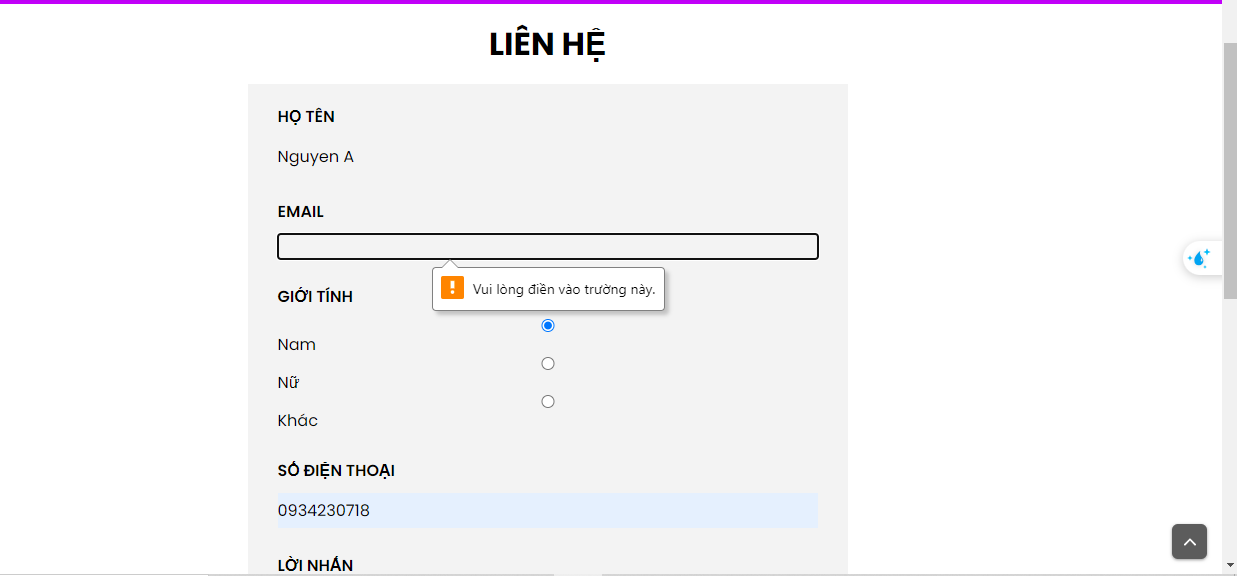 LIÊN HỆ
HỌ TÊN
Nguyen A
EMAIL
Vui lòng điền vào trường này.
GIỚI TÍNH
Nam
Nữ
Khác
SỐ ĐIỆN THOẠI
0934230718
LỜI NHẮN